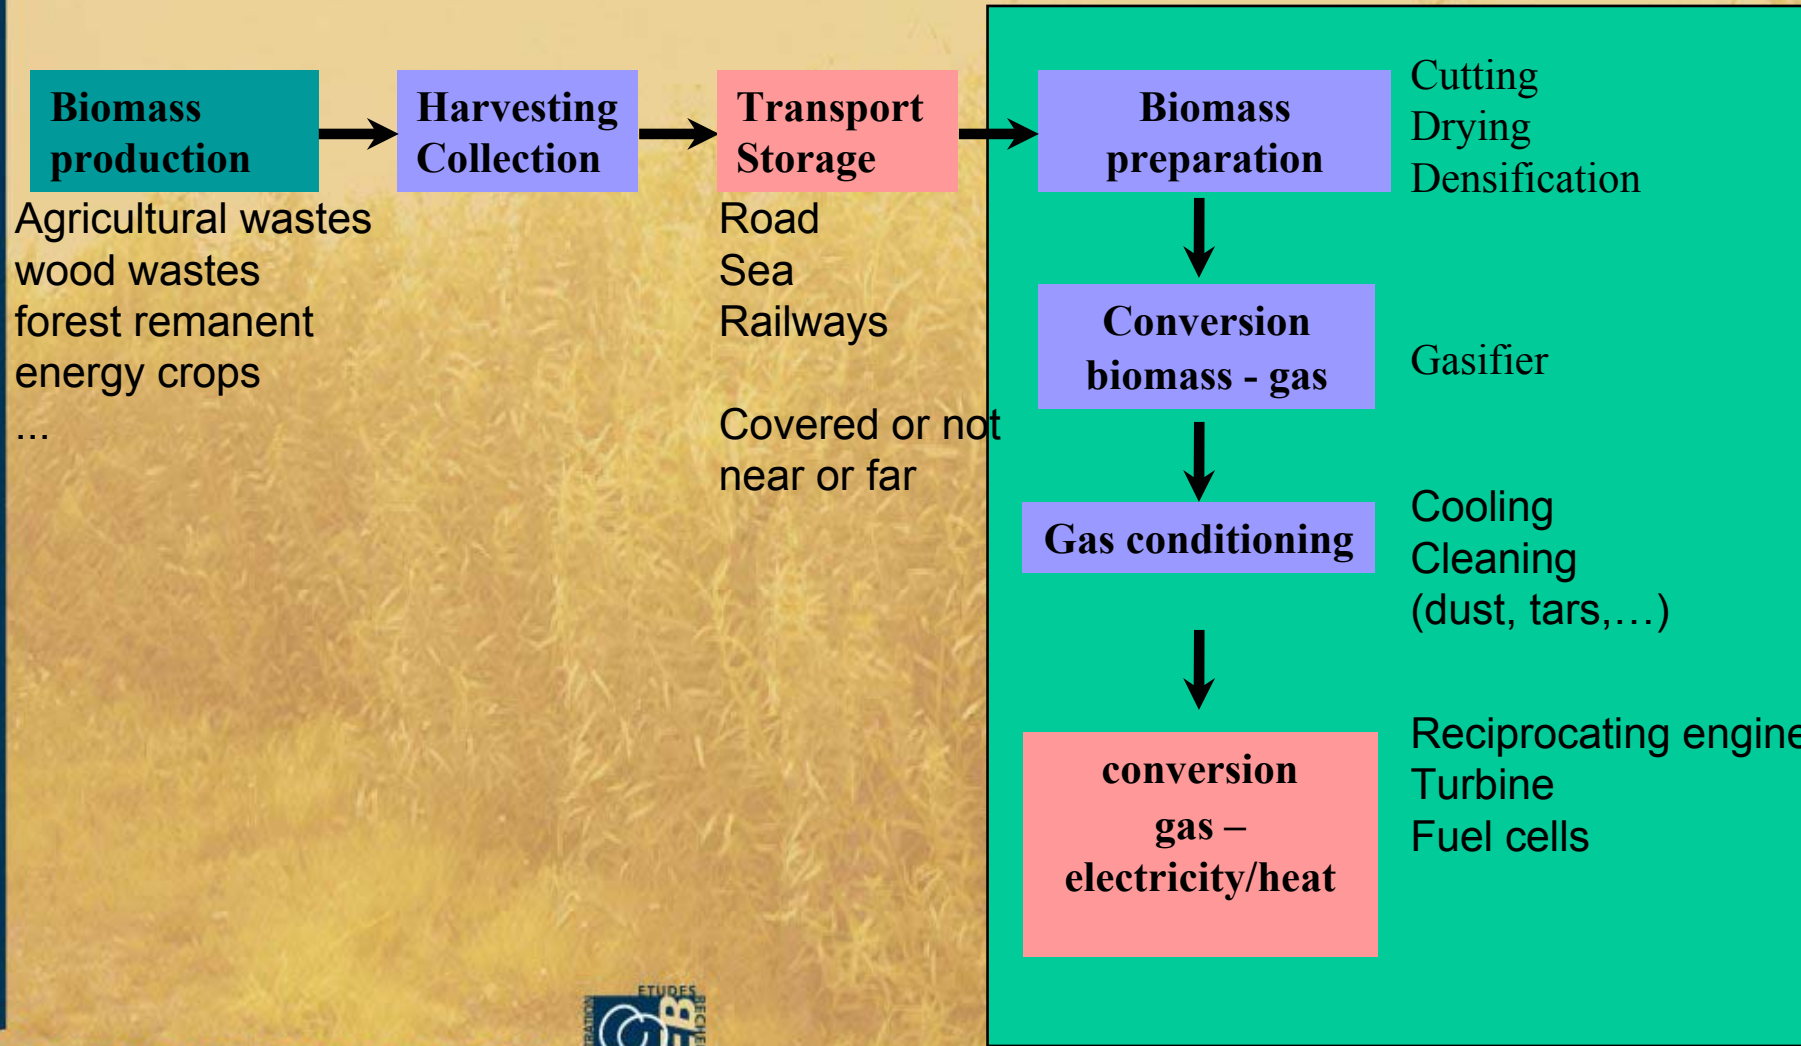 Biomass
production
Agricultural wastes
wood wastes
forest remanent
energy crops
...
Harvesting
Collection
Transport
Storage
Road
Sea
Railways
Covered or not
near or far
Biomass
preparation
Cutting
Drying
Densification
Conversion
biomass - gas
Gasifier
Gas conditioning
Cooling
Cleaning
(dust, tars,…)
conversion
gas –
electricity/heat
Reciprocating engine
Turbine
Fuel cells
ETUDES